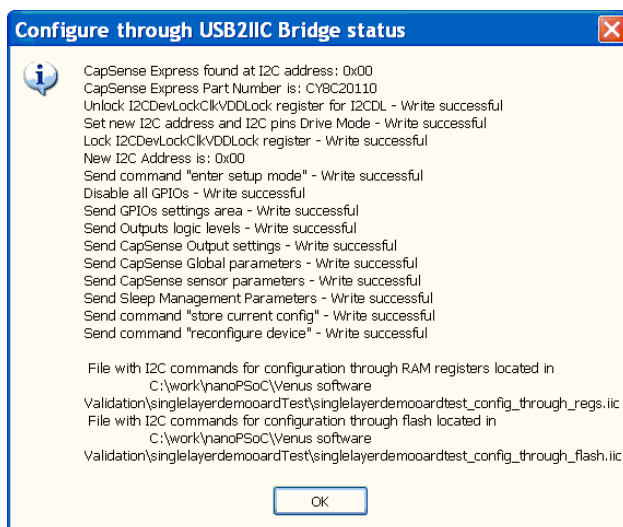 Configure through USB2IIC Bridge status
CapSense Express found at I2C address: 0x00
CapSense Express Part Number is: CY8C20110
Unlock I2CDevLockClkVDDLock register for I2CDL - Write successful
Set new I2C address and I2C pins Drive Mode - Write successful
Lock I2CDevLockClkVDDLock register - Write successful
New I2C Address is: 0x00
Send command "enter setup mode" - Write successful
Disable all GPIOs - Write successful
Send GPIOs settings area - Write successful
Send Outputs logic levels - Write successful
Send CapSense Output settings - Write successful
Send CapSense Global parameters - Write successful
Send CapSense sensor parameters - Write successful
Send Sleep Management Parameters - Write successful
Send command "store current config" - Write successful
Send command "reconfigure device" - Write successful
File with I2C commands for configuration through RAM registers located in
C:\work\nanoPSoC\Venus software
Validation\singlelayerdemooardTest\singlelayerdemooardtest_config_through_regs.iic
File with I2C commands for configuration through flash located in
C:\work\nanoPSoC\Venus software
Validation\singlelayerdemooardTest\singlelayerdemooardtest_config_through_flash.iic
OK